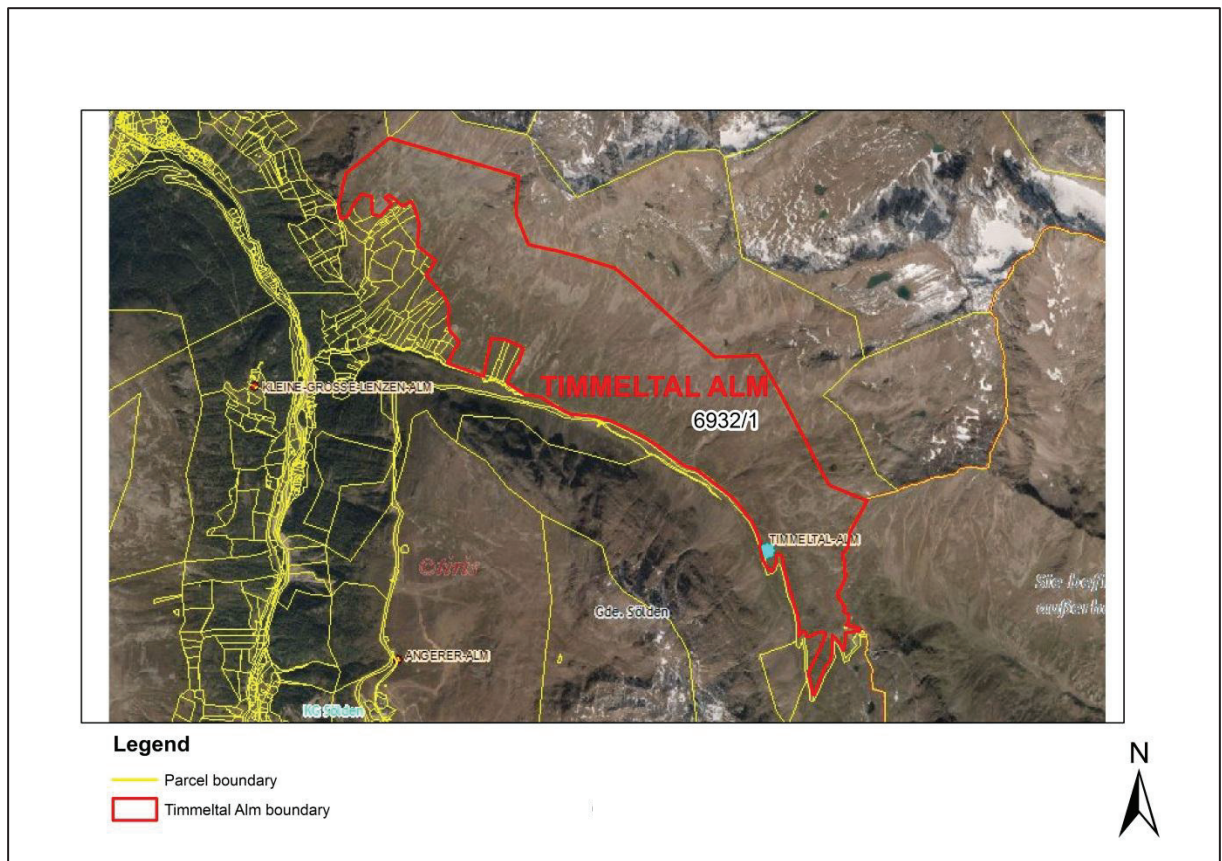 KLEINE-GROSSE-LENZEN-ALM
TIMMELTAL ALM
6932/1
TIMMELTAL-ALM
Gde. Sölden
ANGERER-ALM
KG Sölden
Legend
Parcel boundary
Timmeltal Alm boundary
N